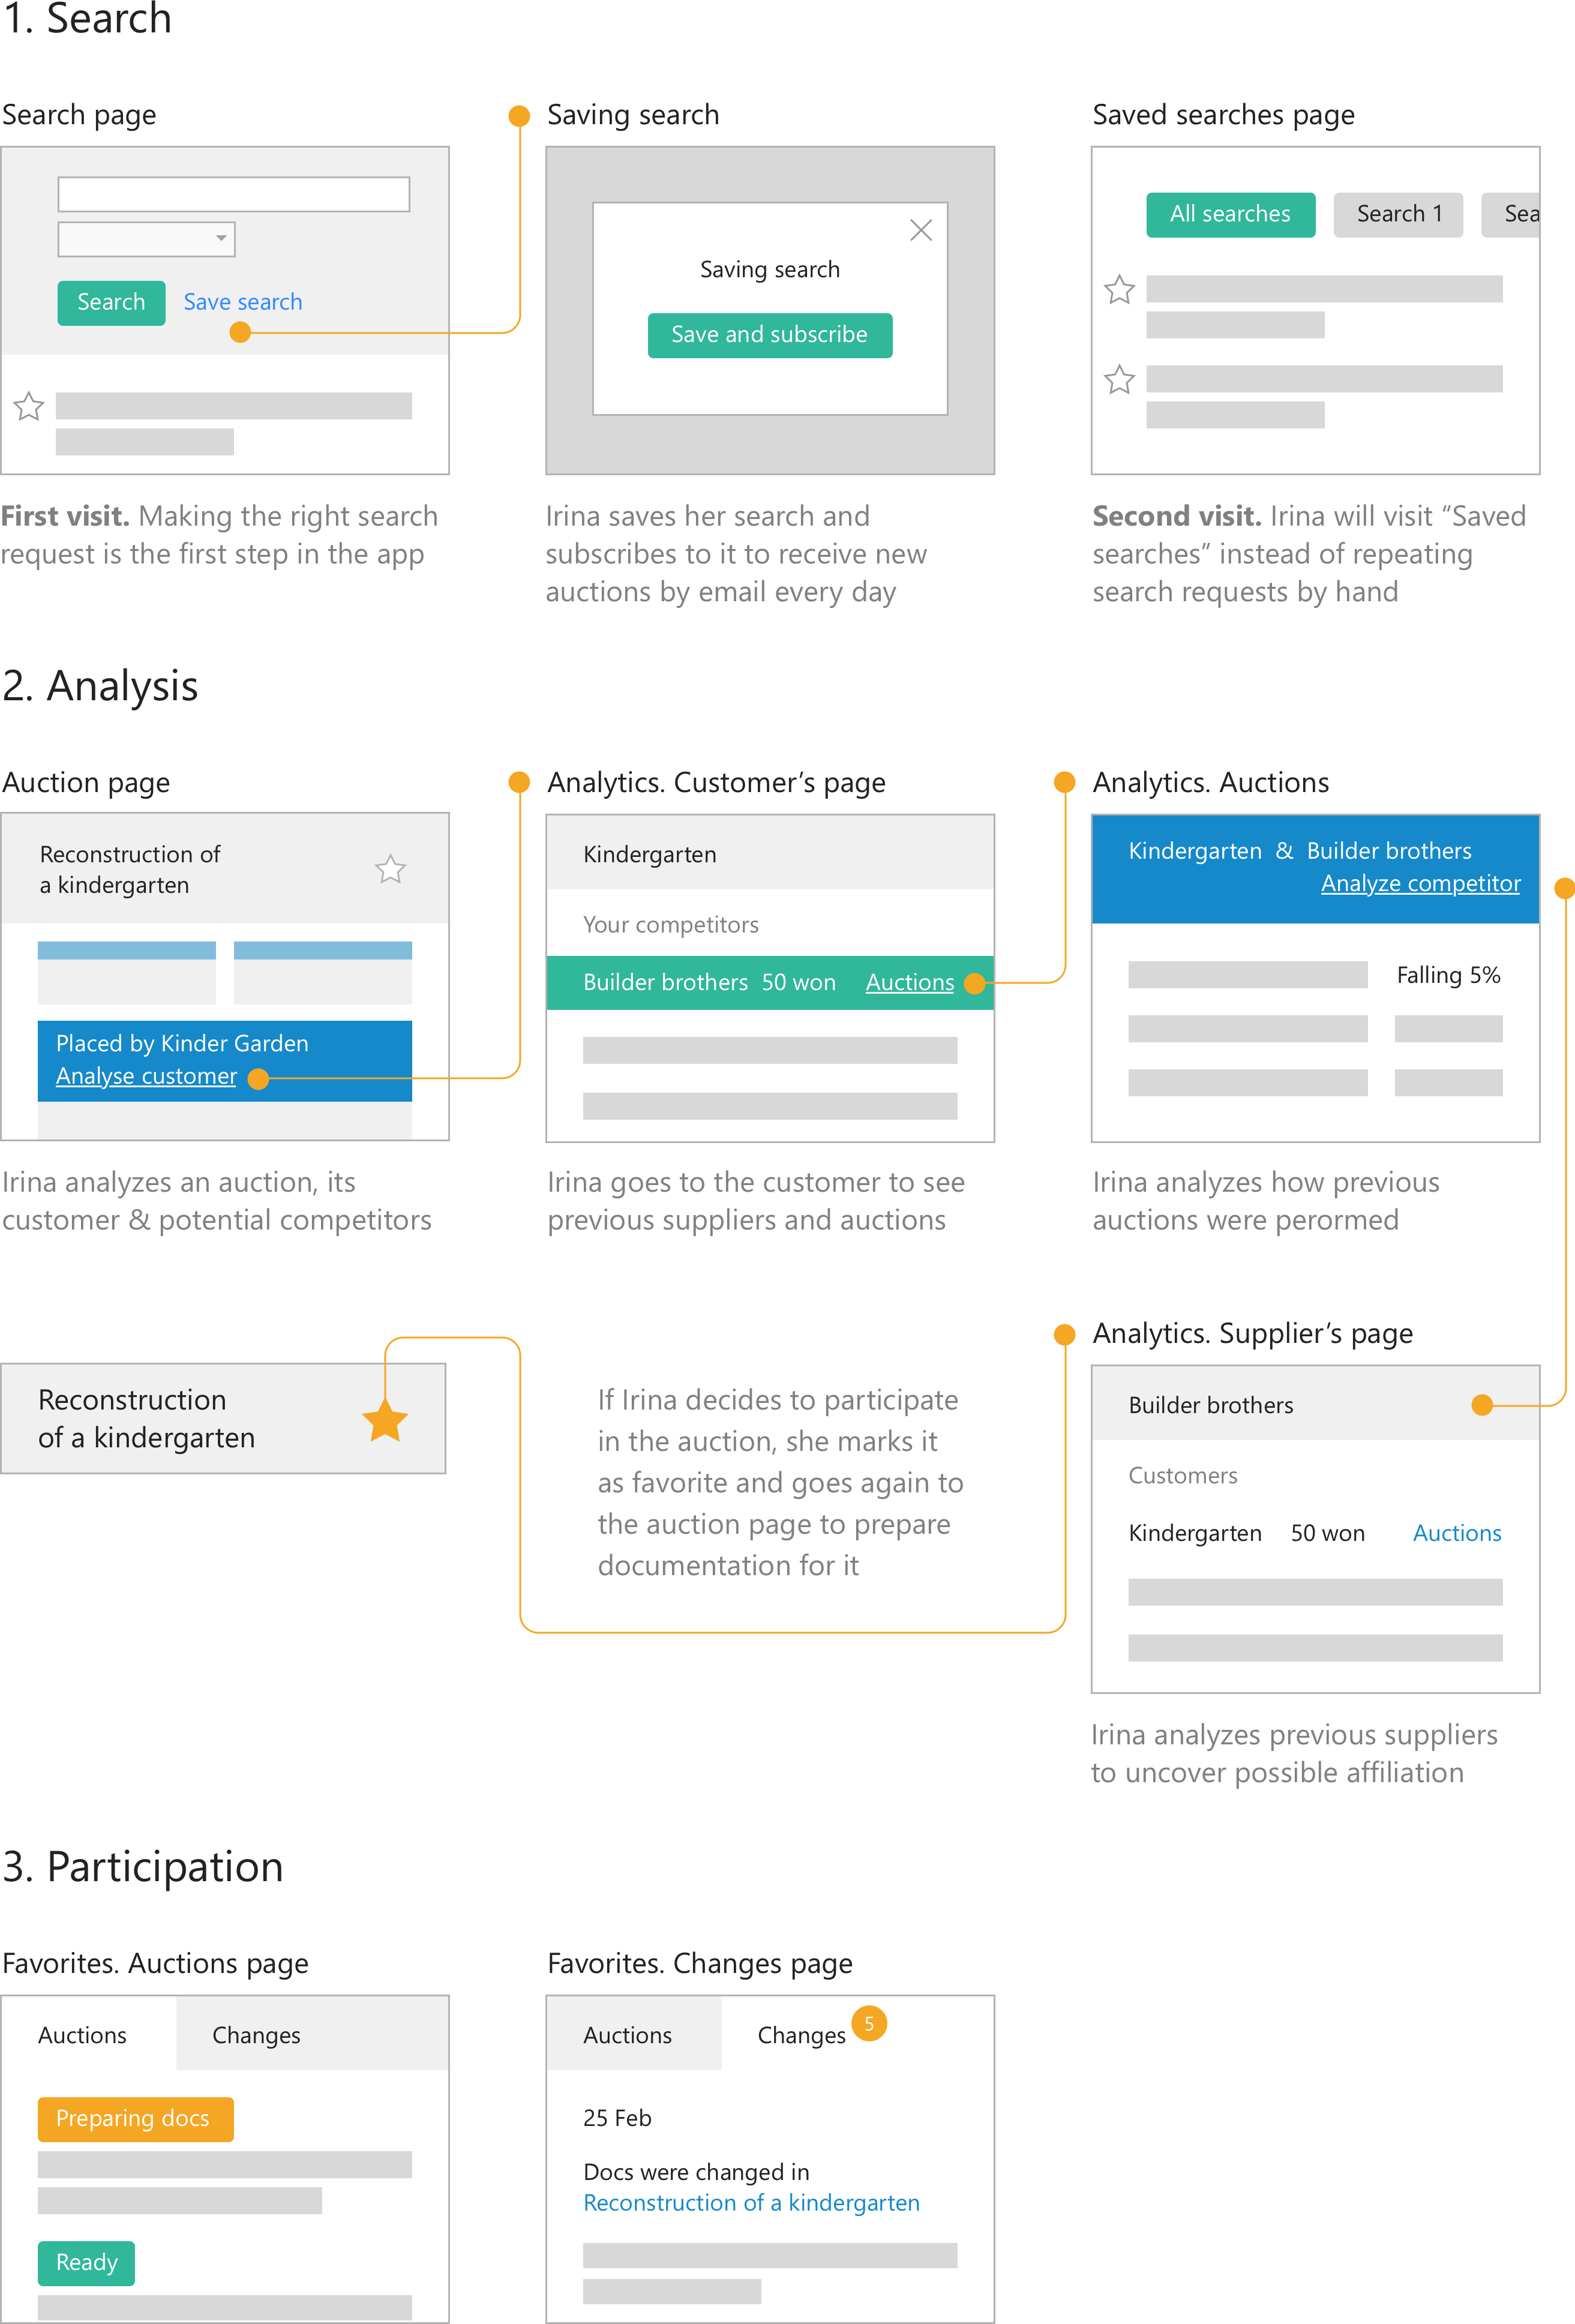 1. Search
Search page
Search
Save search
First visit. Making the right search
request is the first step in the app
Saving search
Saving search
Save and subscribe
Irina saves her search and
subscribes to it to receive new
auctions by email every day
Saved searches page
All searches
Search 1
Sea
Second visit. Irina will visit “Saved
searches” instead of repeating
search requests by hand
2. Analysis
Auction page
Reconstruction of
a kindergarten
Placed by Kinder Garden
Analyse customer
Irina analyzes an auction, its
customer & potential competitors
Analytics. Customer’s page
Kindergarten
Your competitors
Builder brothers 50 won Auctions
Irina goes to the customer to see
previous suppliers and auctions
Analytics. Auctions
Kindergarten & Builder brothers
Analyze competitor
Falling 5%
Irina analyzes how previous
auctions were perormed
Reconstruction
of a kindergarten
If Irina decides to participate
in the auction, she marks it
as favorite and goes again to
the auction page to prepare
documentation for it
Analytics. Supplier’s page
Builder brothers
Customers
Kindergarten 50 won Auctions
Irina analyzes previous suppliers
to uncover possible affiliation
3. Participation
Favorites. Auctions page
Auctions
Changes
Preparing docs
Ready
Favorites. Changes page
Auctions
Changes
5
25 Feb
Docs were changed in
Reconstruction of a kindergarten